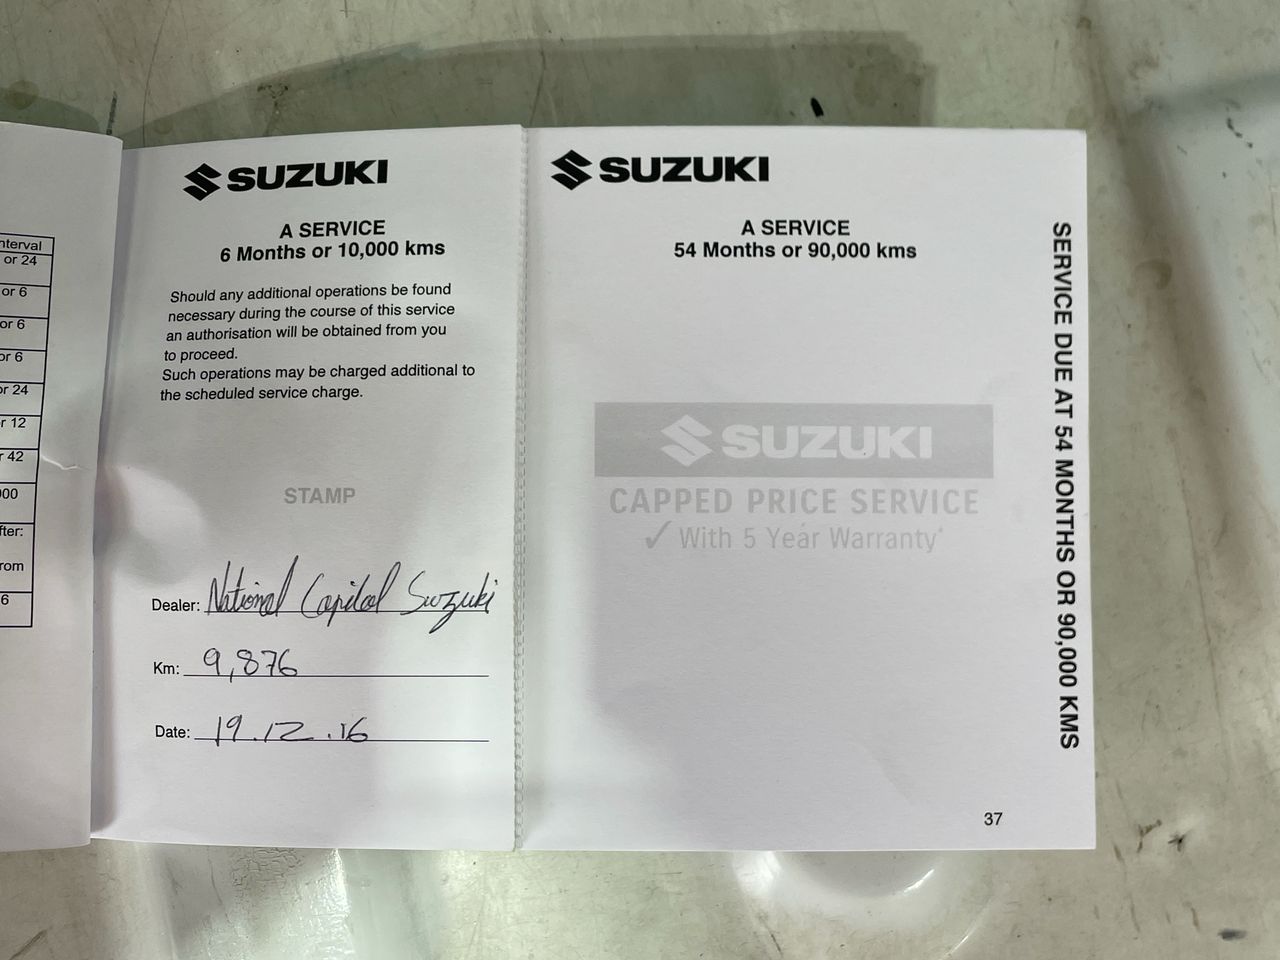 nterval
or 24
or 6
or 6
or 6
or 24
r 12
r 42
000
fter:
rom
6
SUZUKI
A SERVICE
6 Months or 10,000 kms
Should any additional operations be found
necessary during the course of this service
an authorisation will be obtained from you
to proceed.
Such operations may be charged additional to
the scheduled service charge.
STAMP
Dealer: National Capital Suzuki
Km: 9,876
Date: 19.12.16
SUZUKI
A SERVICE
54 Months or 90,000 kms
SUZUKI
CAPPED PRICE SERVICE
✓ With 5 Year Warranty*
SERVICE DUE AT 54 MONTHS OR 90,000 KMS
37